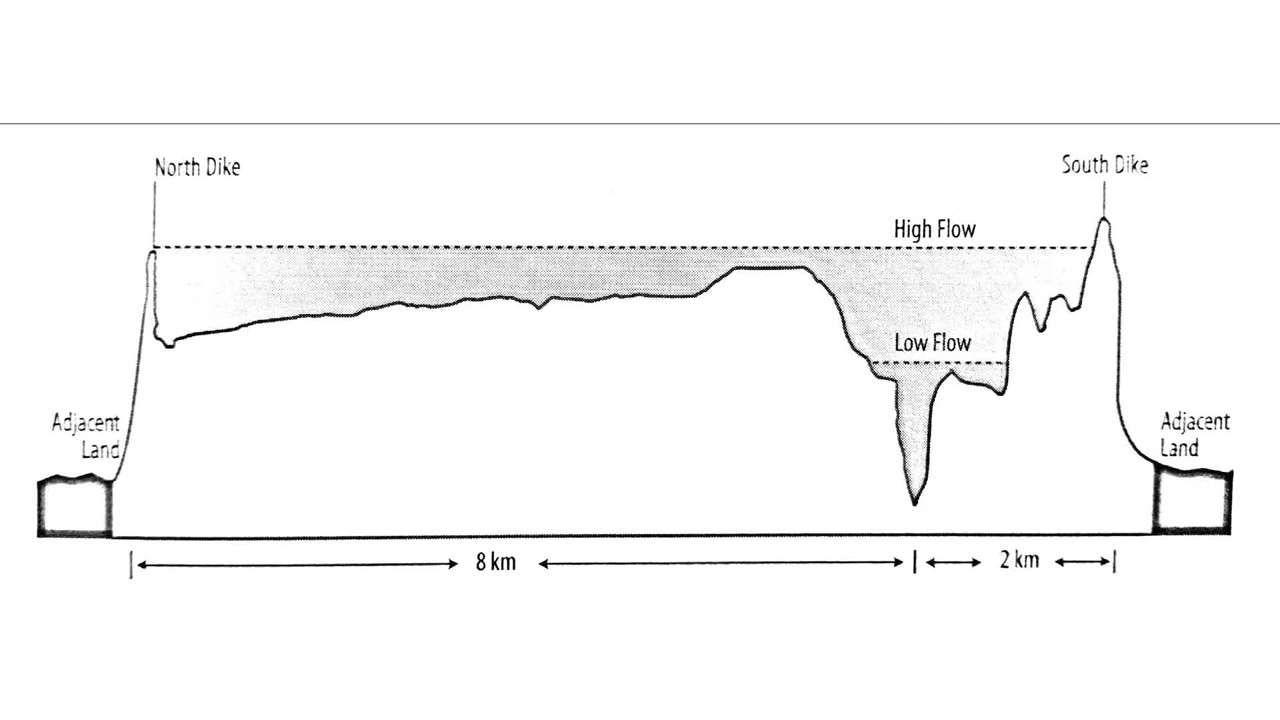 North Dike
South Dike
High Flow
Low Flow
Adjacent
Land
Adjacent
Land
8 km
2 km